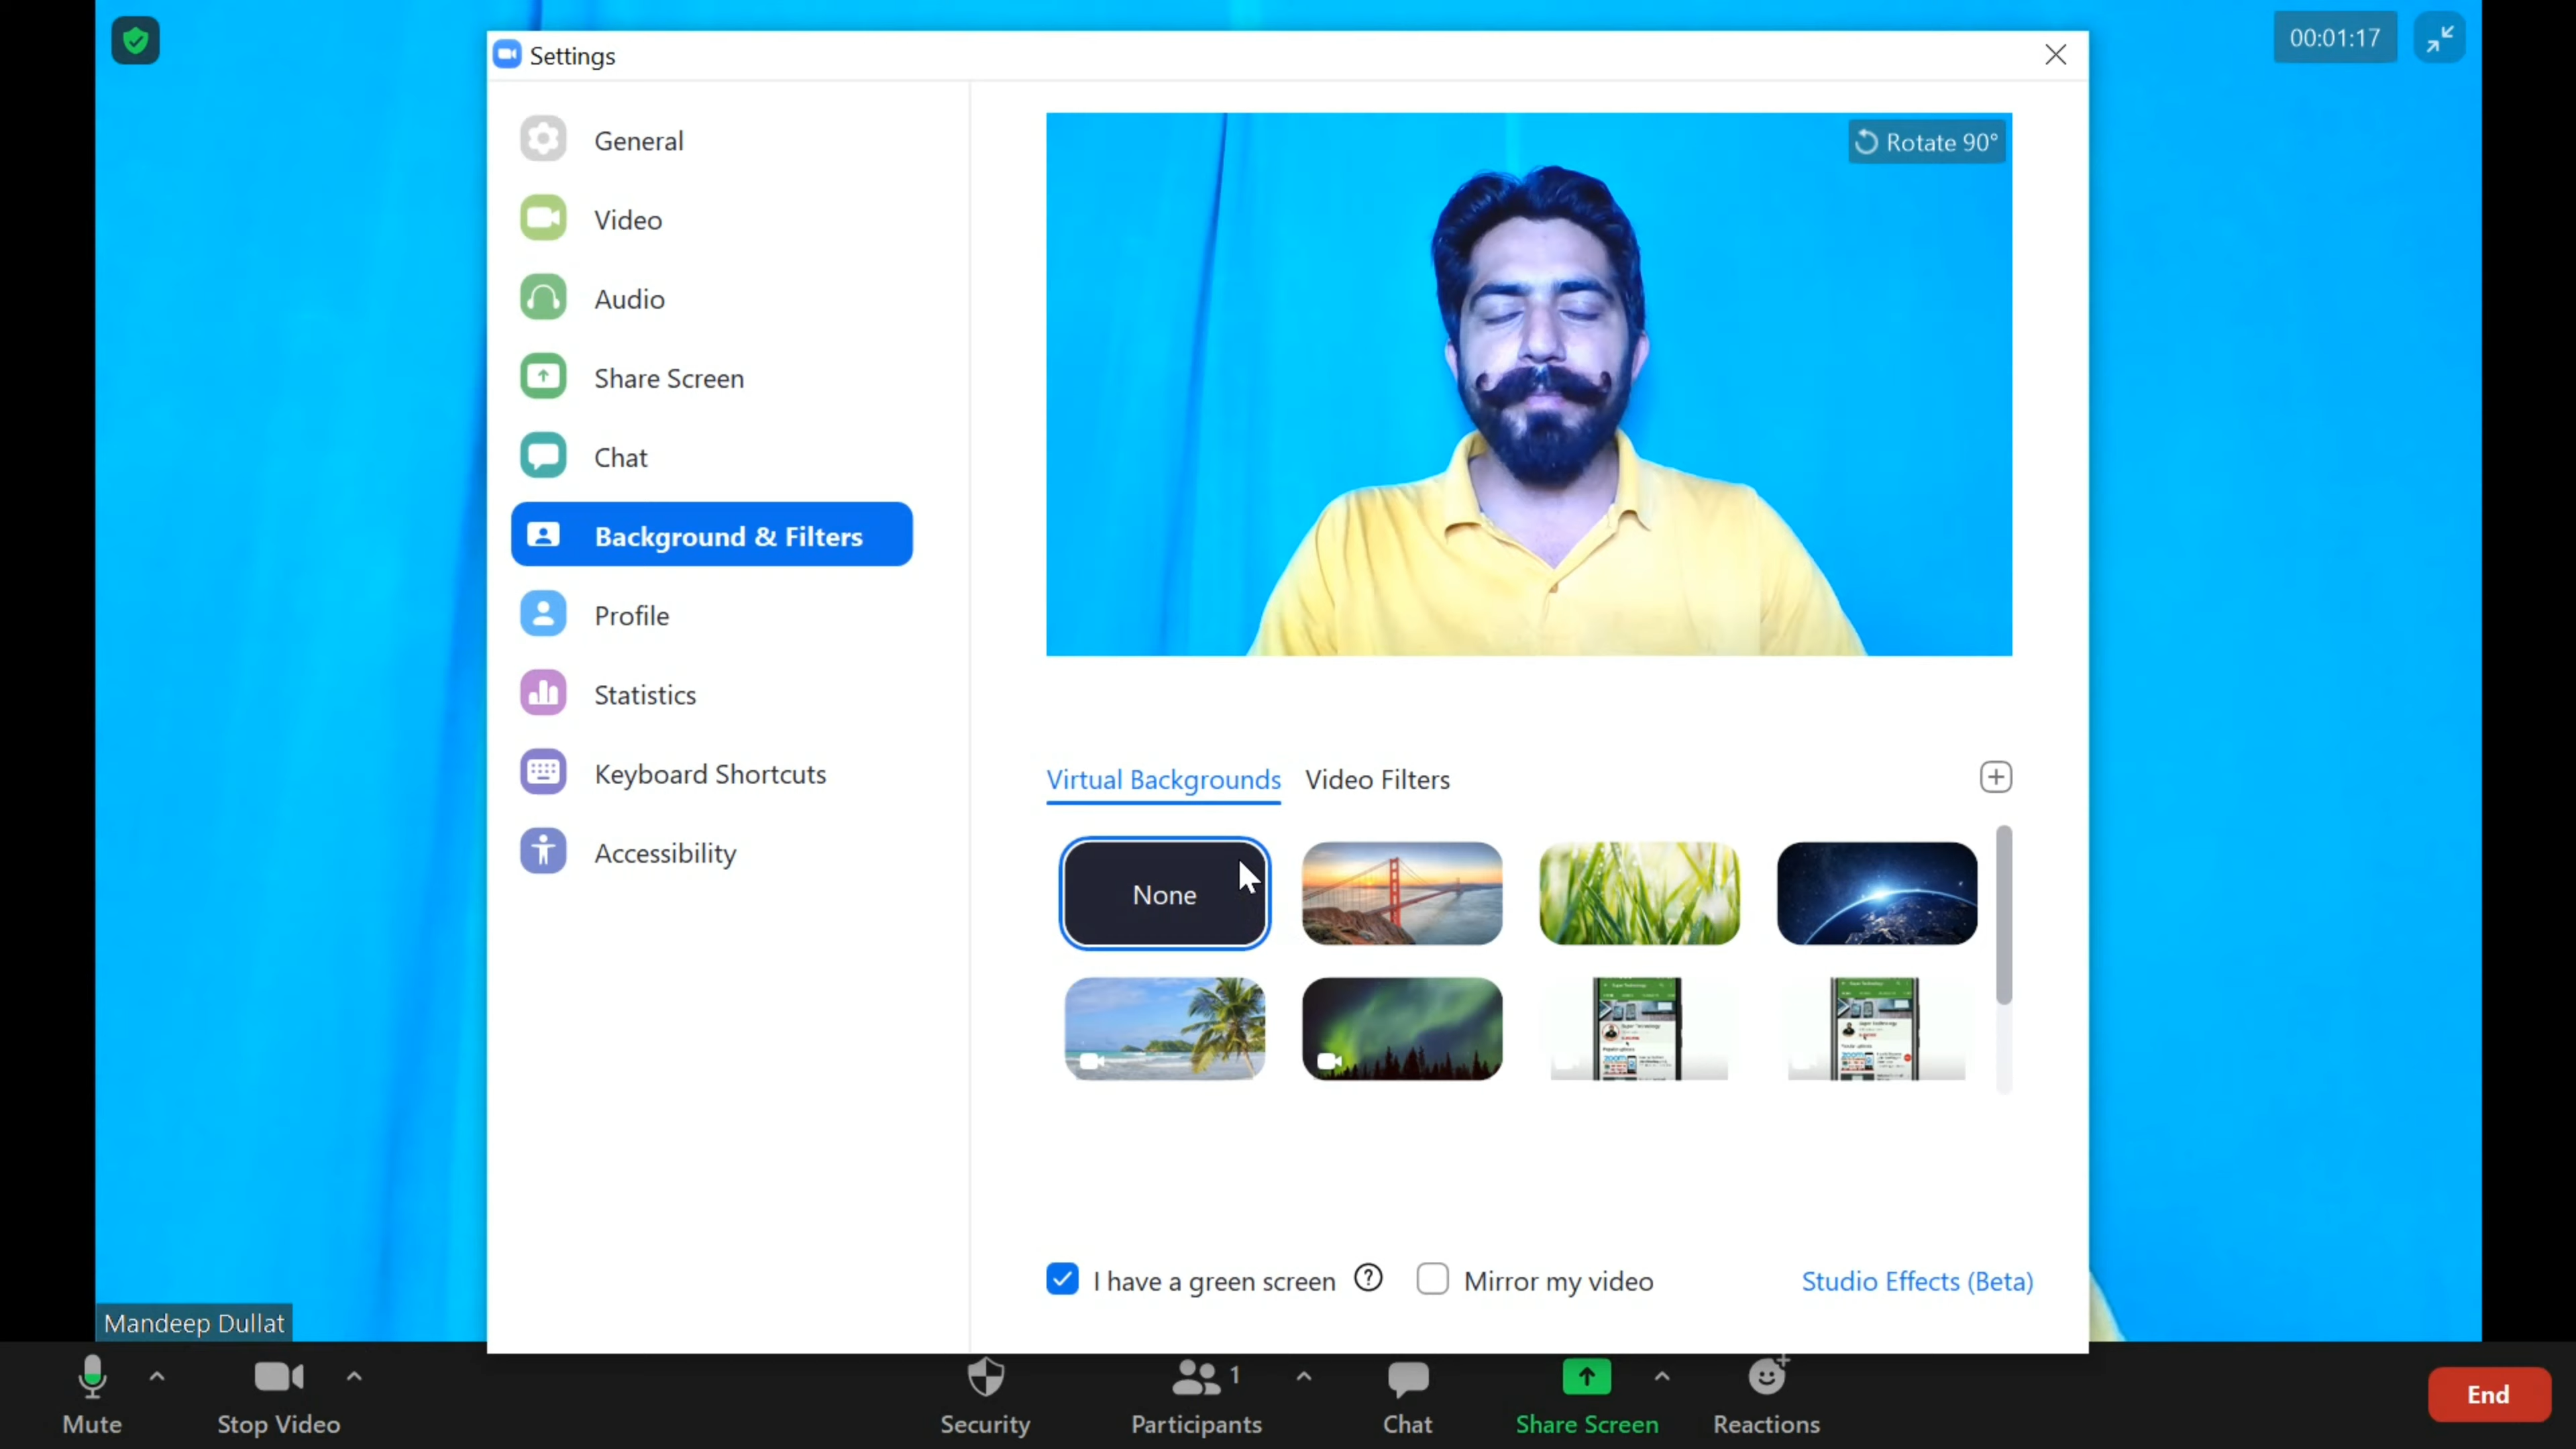 00:01:17
Settings
General
Video
Audio
Share Screen
Chat
Background & Filters
Profile
Statistics
Keyboard Shortcuts
Accessibility
Rotate 90°
Virtual Backgrounds
Video Filters
None
I have a green screen
Mirror my video
Studio Effects (Beta)
Mandeep Dullat
Mute
Stop Video
Security
1
Participants
Chat
Share Screen
Reactions
End